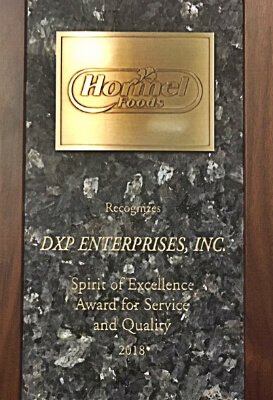 Hormel
Foods
Recognizes
DXP ENTERPRISES, INC.
Spirit of Excellence
Award for Service
and Quality
2018